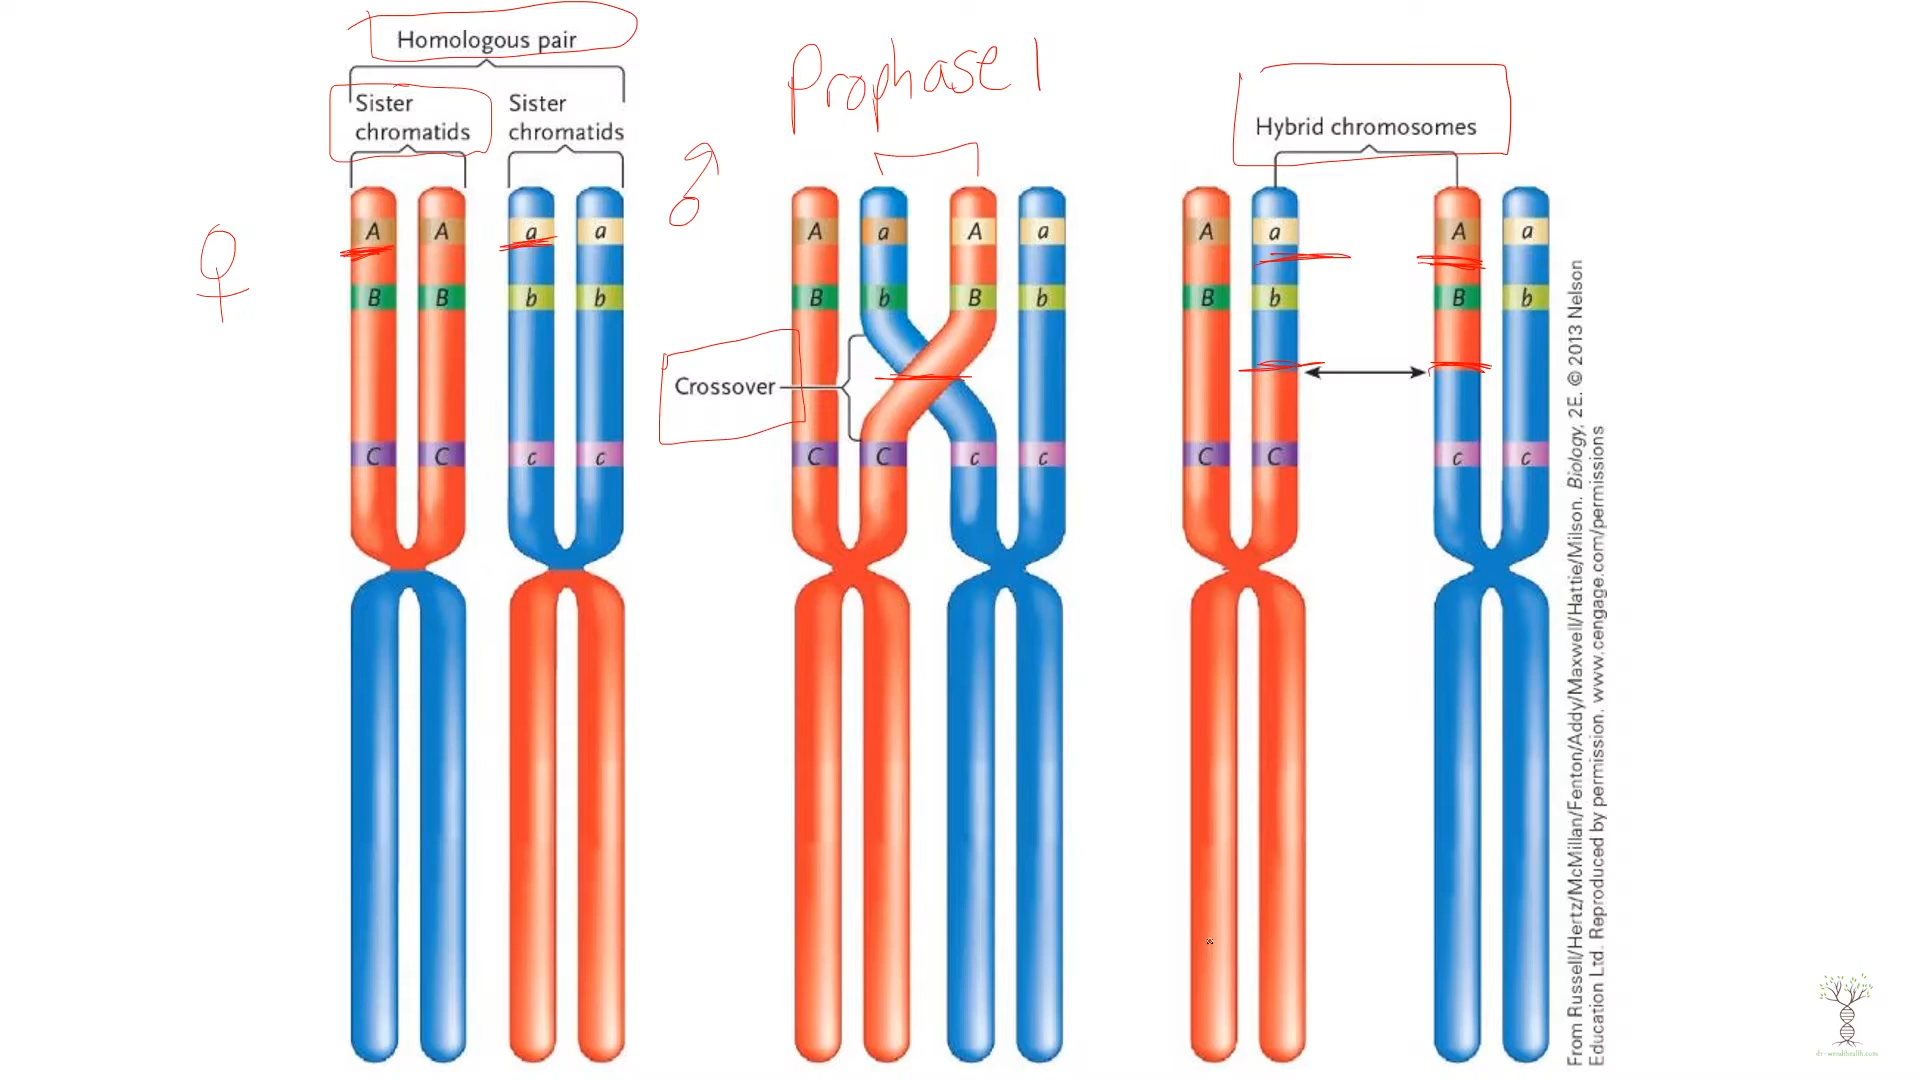 Homologous pair
Prophase 1
Sister chromatids
Sister chromatids
Hybrid chromosomes
A A a a
A a A a
A a A a
B B b b
B b B b
B b B b
Crossover
C C c c
C C c c
C C c c
From Russell/Hertz/McMillan/Fenton/Addy/Maxwell/Hattie/Milson. Biology, 2E. © 2013 Nelson
Education Ltd. Reproduced by permission. www.cengage.com/permissions